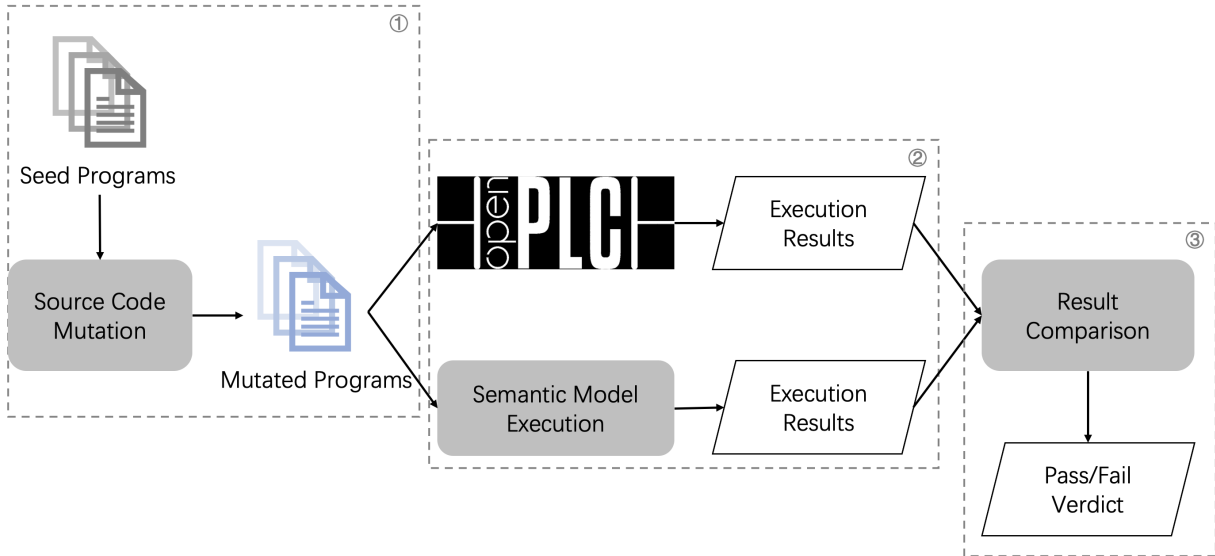 ①
Seed Programs
Source Code
Mutation
Mutated Programs
②
open
PLC
Execution
Results
Semantic Model
Execution
Execution
Results
③
Result
Comparison
Pass/Fail
Verdict